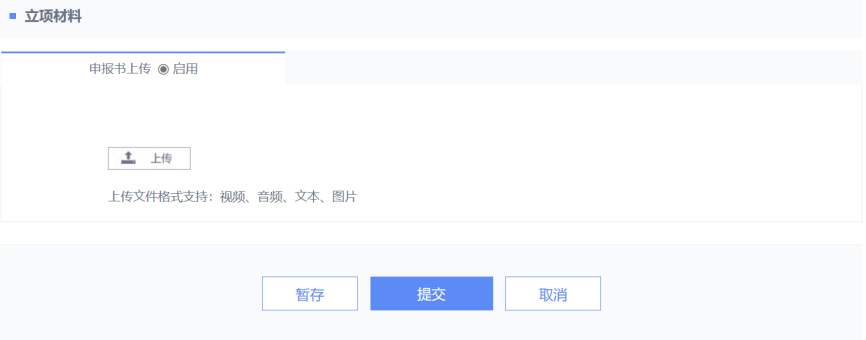 立项材料
申报书上传 启用
上传
上传文件格式支持：视频、音频、文本、图片
暂存 提交 取消